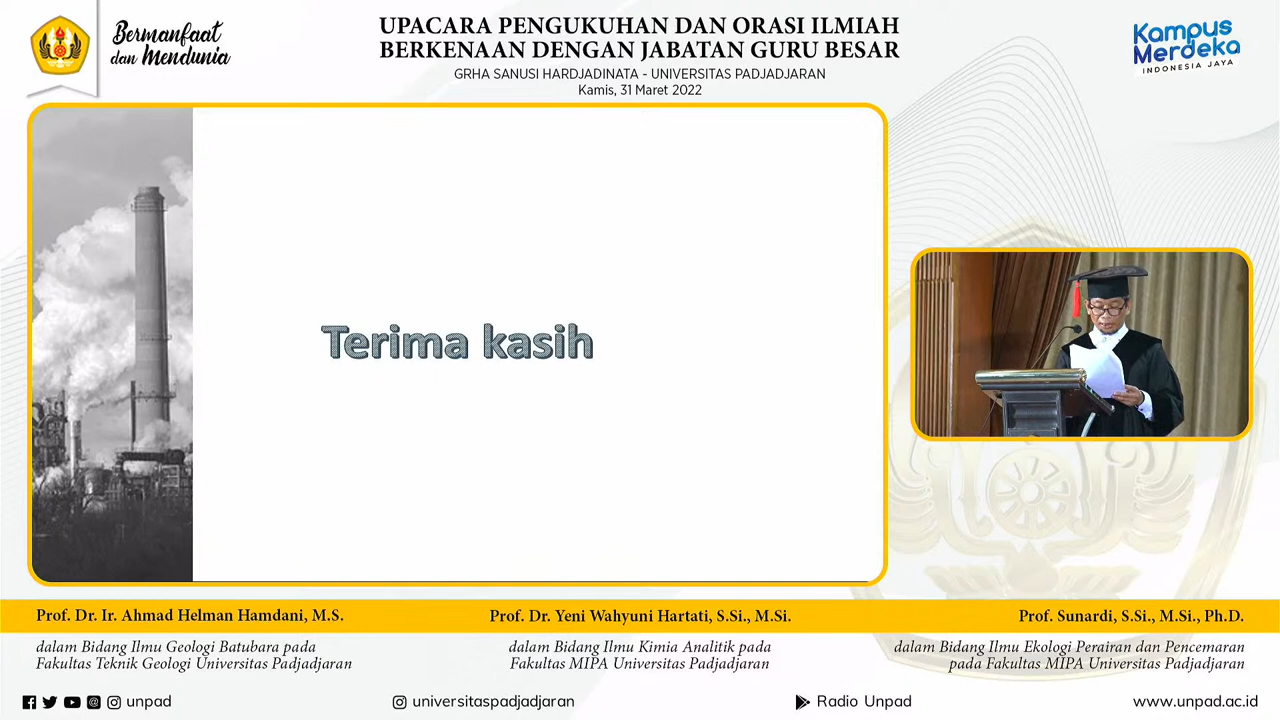 Bermanfaat
dan Mendunia
UPACARA PENGUKUHAN DAN ORASI ILMIAH
BERKENAAN DENGAN JABATAN GURU BESAR
GRHA SANUSI HARDJADINATA - UNIVERSITAS PADJADJARAN
Kamis, 31 Maret 2022
Kampus
Merdeka
INDONESIA JAYA
Terima kasih
Prof. Dr. Ir. Ahmad Helman Hamdani, M.S.
dalam Bidang Ilmu Geologi Batubara pada
Fakultas Teknik Geologi Universitas Padjadjaran
Prof. Dr. Yeni Wahyuni Hartati, S.Si., M.Si.
dalam Bidang Ilmu Kimia Analitik pada
Fakultas MIPA Universitas Padjadjaran
Prof. Sunardi, S.Si., M.Si., Ph.D.
dalam Bidang Ilmu Ekologi Perairan dan Pencemaran
pada Fakultas MIPA Universitas Padjadjaran
unpad
universitaspadjadjaran
Radio Unpad
www.unpad.ac.id